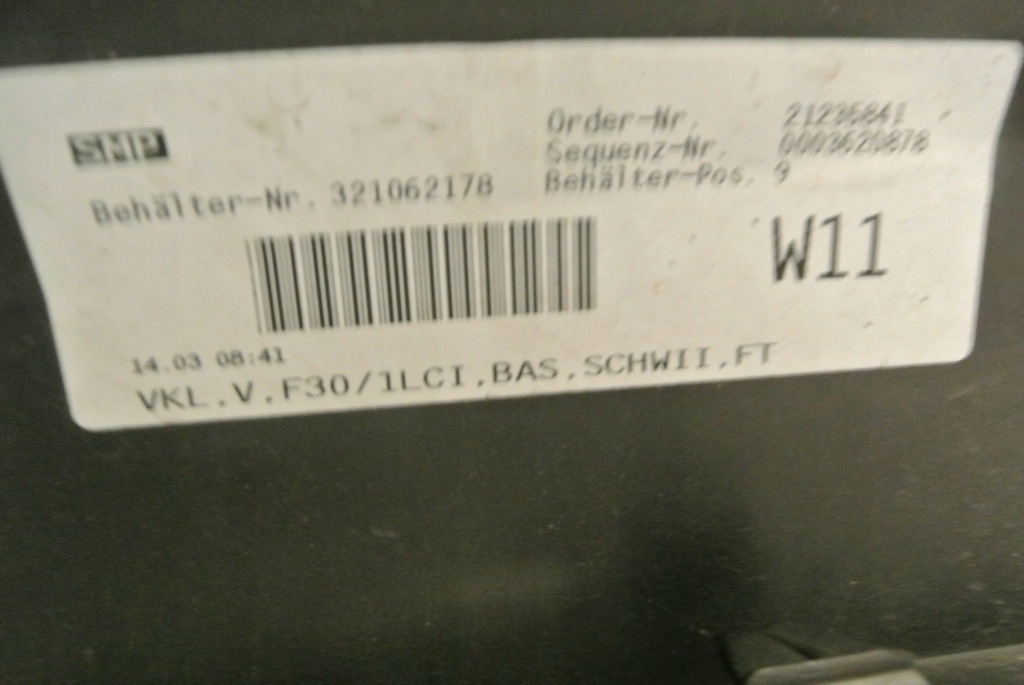 SMP
Order-Nr. 21235841
Sequenz-Nr. 0003620878
Behälter-Pos. 9
Behälter-Nr. 321062178
W11
14.03 08:41
VKL.V.F30/1LCI.BAS.SCHWII.FT